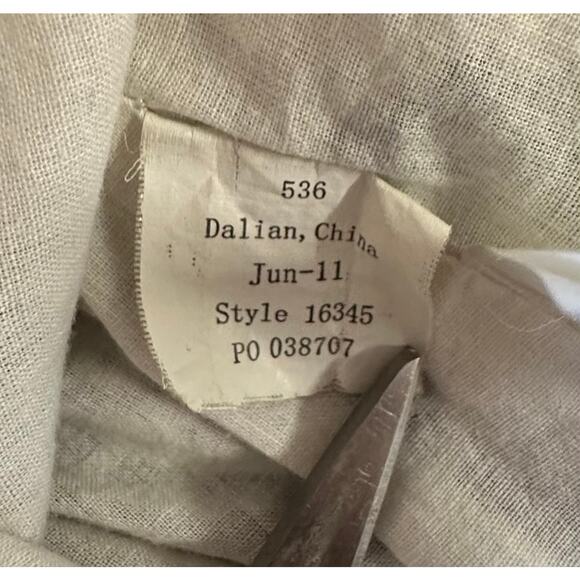 536
Dalian, China
Jun-11
Style 16345
PO 038707